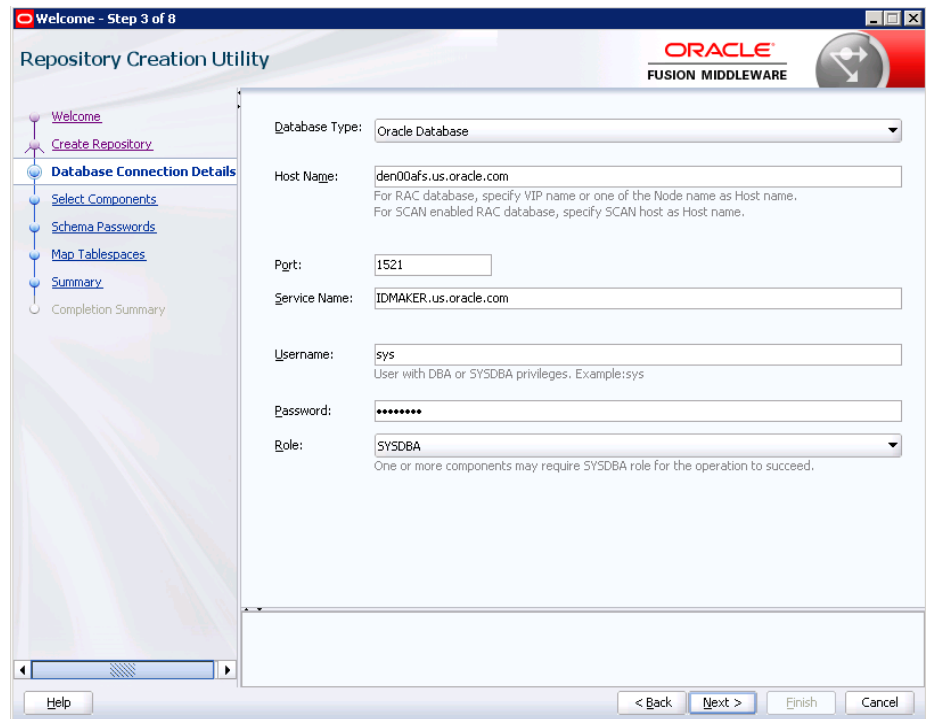 Welcome - Step 3 of 8
Repository Creation Utility
ORACLE
FUSION MIDDLEWARE
Welcome
Create Repository
Database Connection Details
Select Components
Schema Passwords
Map Tablespaces
Summary
Completion Summary
Database Type: Oracle Database
Host Name: den00afs.us.oracle.com
For RAC database, specify VIP name or one of the Node name as Host name.
For SCAN enabled RAC database, specify SCAN host as Host name.
Port: 1521
Service Name: IDMAKER.us.oracle.com
Username: sys
User with DBA or SYSDBA privileges. Example:sys
Password: ••••••••
Role: SYSDBA
One or more components may require SYSDBA role for the operation to succeed.
Help
< Back
Next >
Finish
Cancel